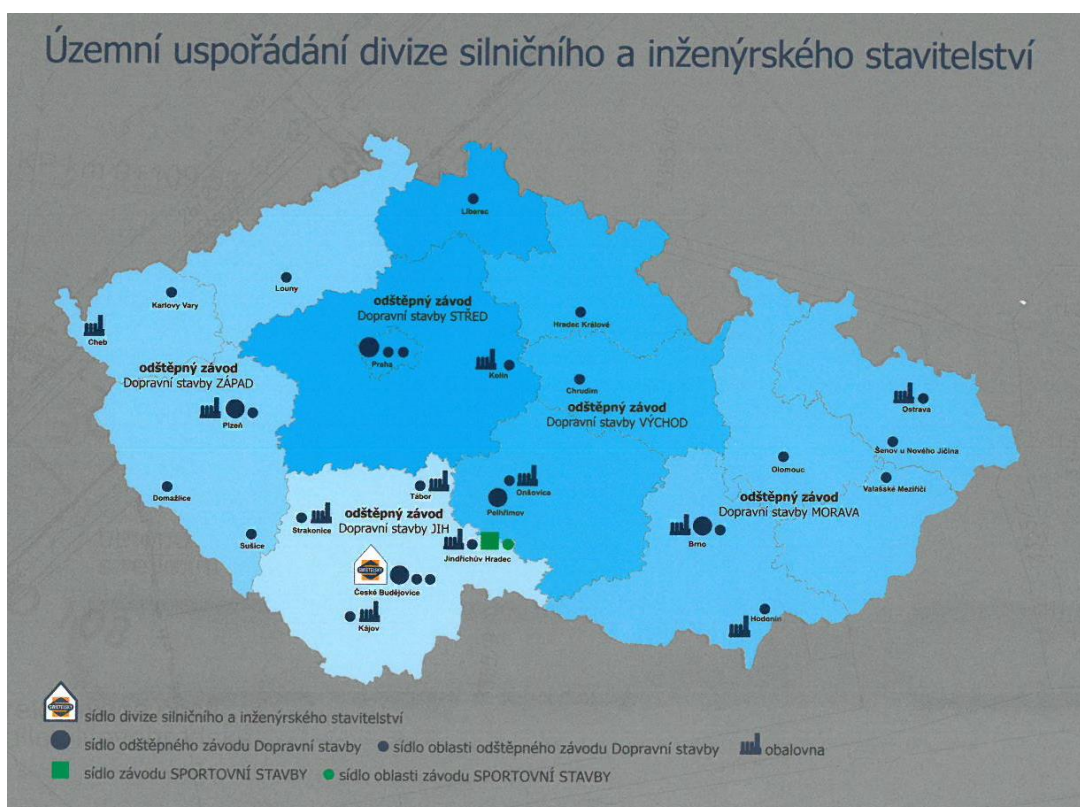 Územní uspořádání divize silničního a inženýrského stavitelství
Liberec
Louny
Karlovy Vary
Cheb
odštěpný závod
Dopravní stavby STŘED
Praha
Kolín
Hradec Králové
Chrudim
odštěpný závod
Dopravní stavby VÝCHOD
odštěpný závod
Dopravní stavby ZÁPAD
Plzeň
Ostrava
Šenov u Nového Jičína
Olomouc
Valašské Meziříčí
Domažlice
Tábor
Onšovice
Pelhřimov
odštěpný závod
Dopravní stavby MORAVA
odštěpný závod
Dopravní stavby JIH
Strakonice
Sušice
Jindřichův Hradec
Brno
SWIETELSKY
České Budějovice
Kájov
Hodonín
SWIETELSKY
sídlo divize silničního a inženýrského stavitelství
sídlo odštěpného závodu Dopravní stavby
sídlo oblasti odštěpného závodu Dopravní stavby
obalovna
sídlo závodu SPORTOVNÍ STAVBY
sídlo oblasti závodu SPORTOVNÍ STAVBY